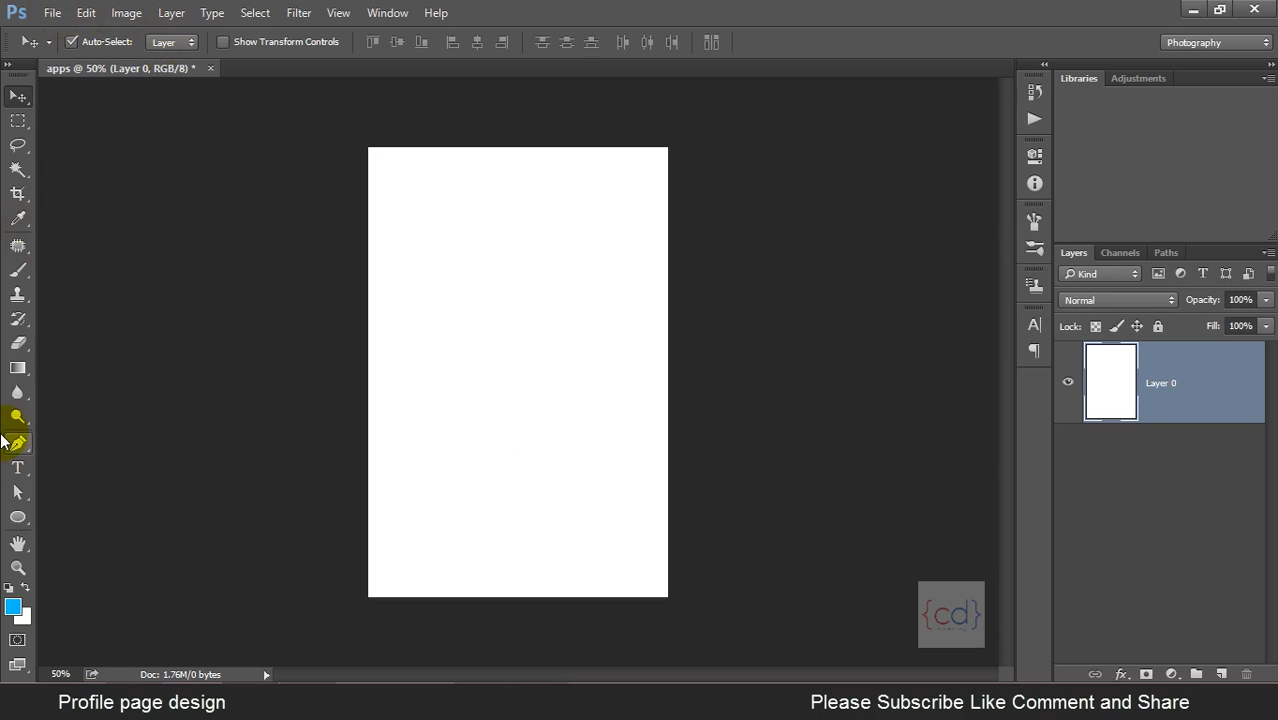 Ps File Edit Image Layer Type Select Filter View Window Help
Auto-Select: Layer Show Transform Controls Photography
apps @ 50% (Layer 0, RGB/8) * ×
Libraries Adjustments
Layers Channels Paths
Kind
Normal Opacity: 100%
Lock: Fill: 100%
Layer 0
T
{cd}
50% Doc: 1.76M/0 bytes
fx
Profile page design Please Subscribe Like Comment and Share